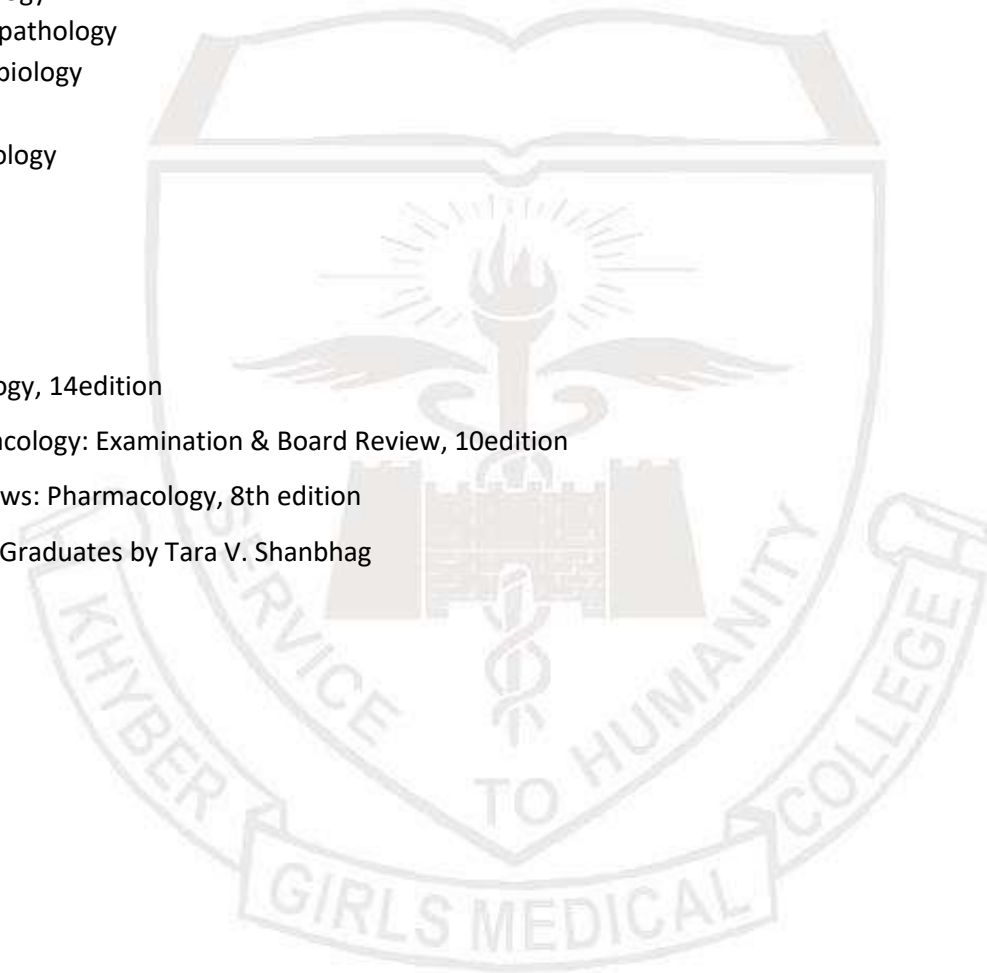 pathology
biology
ology
ogy, 14edition
acology: Examination & Board Review, 10edition
ws: Pharmacology, 8th edition
Graduates by Tara V. Shanbhag
SERVICE TO HUMANITY
KHYBER GIRLS MEDICAL COLLEGE